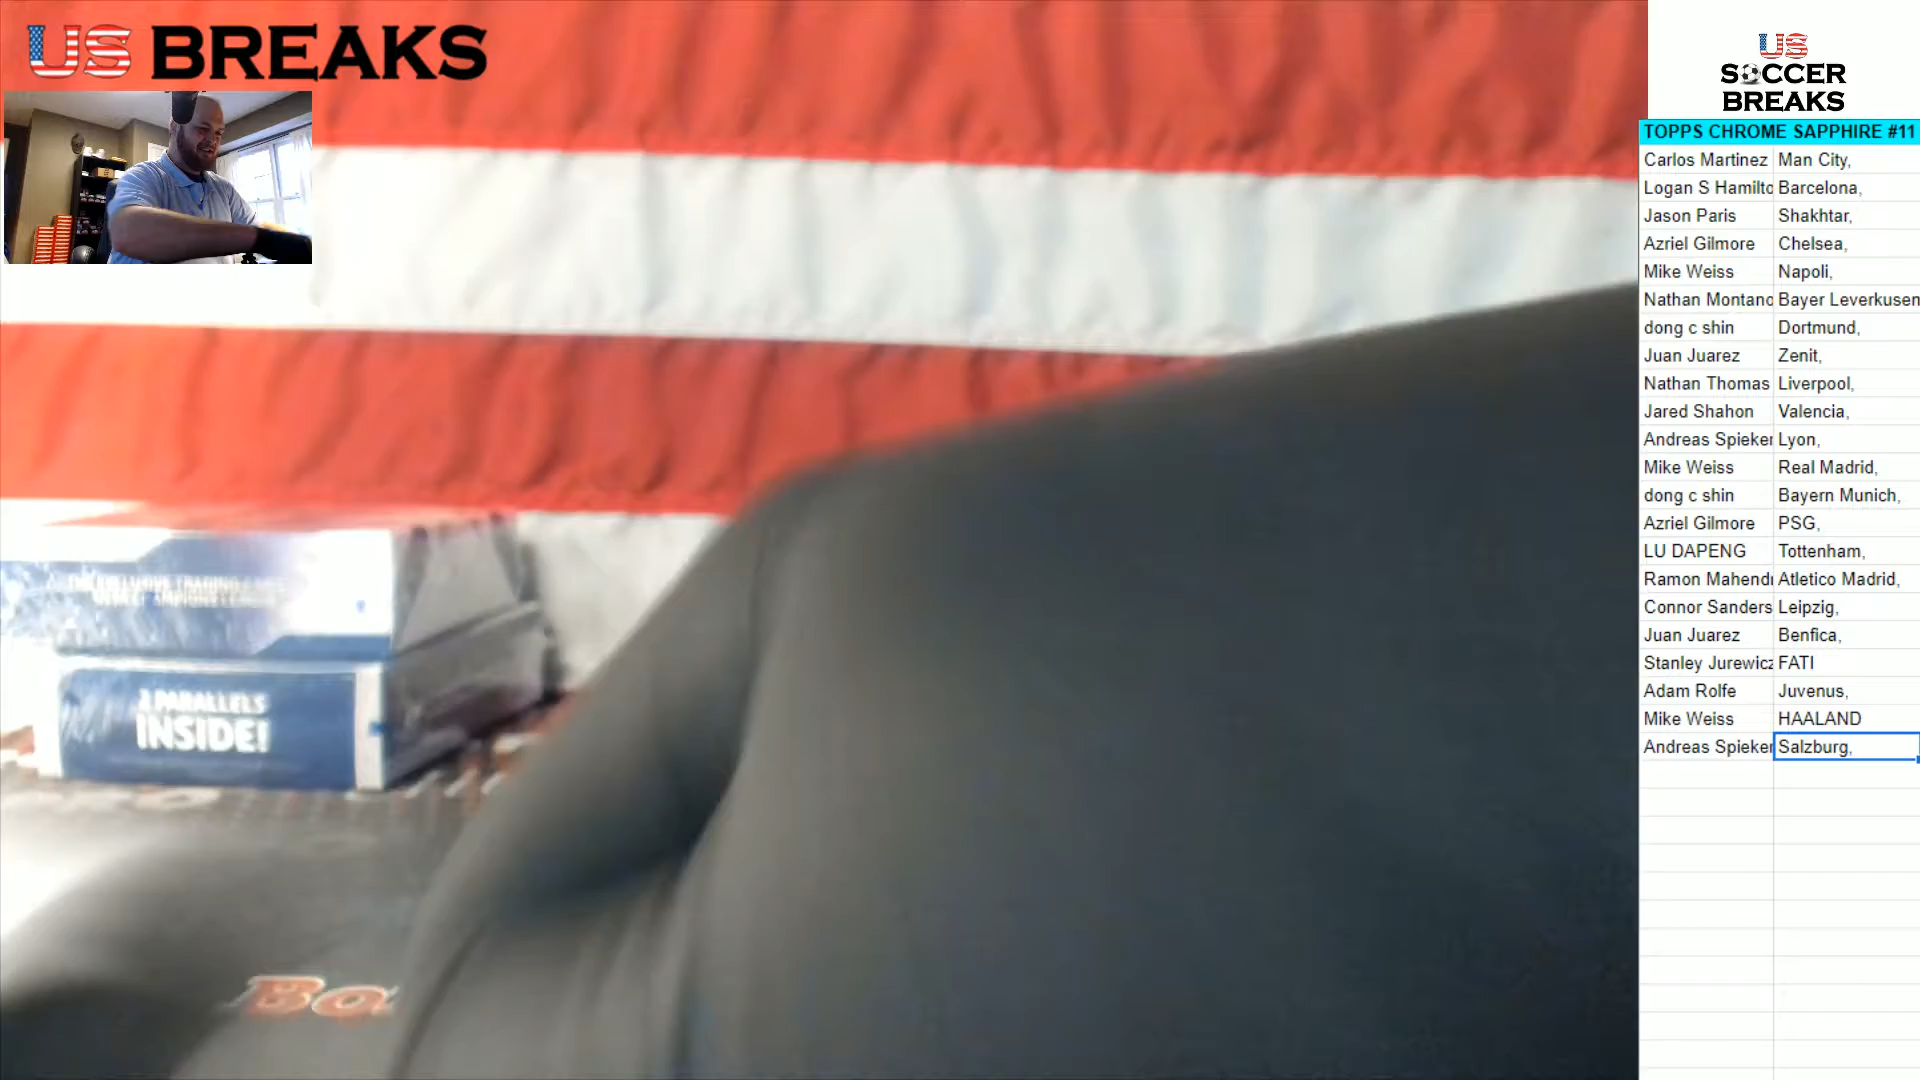 US BREAKS
US
SOCCER
BREAKS
TOPPS CHROME SAPPHIRE #11
Carlos Martinez Man City,
Logan S Hamilto Barcelona,
Jason Paris Shakhtar,
Azriel Gilmore Chelsea,
Mike Weiss Napoli,
Nathan Montano Bayer Leverkusen
dong c shin Dortmund,
Juan Juarez Zenit,
Nathan Thomas Liverpool,
Jared Shahon Valencia,
Andreas Spieker Lyon,
Mike Weiss Real Madrid,
dong c shin Bayern Munich,
Azriel Gilmore PSG,
LU DAPENG Tottenham,
Ramon Mahendr Atletico Madrid,
Connor Sanders Leipzig,
Juan Juarez Benfica,
Stanley Jurewicz FATI
Adam Rolfe Juvenus,
Mike Weiss HAALAND
Andreas Spieker Salzburg,
2 PARALLELS
INSIDE!
Bo